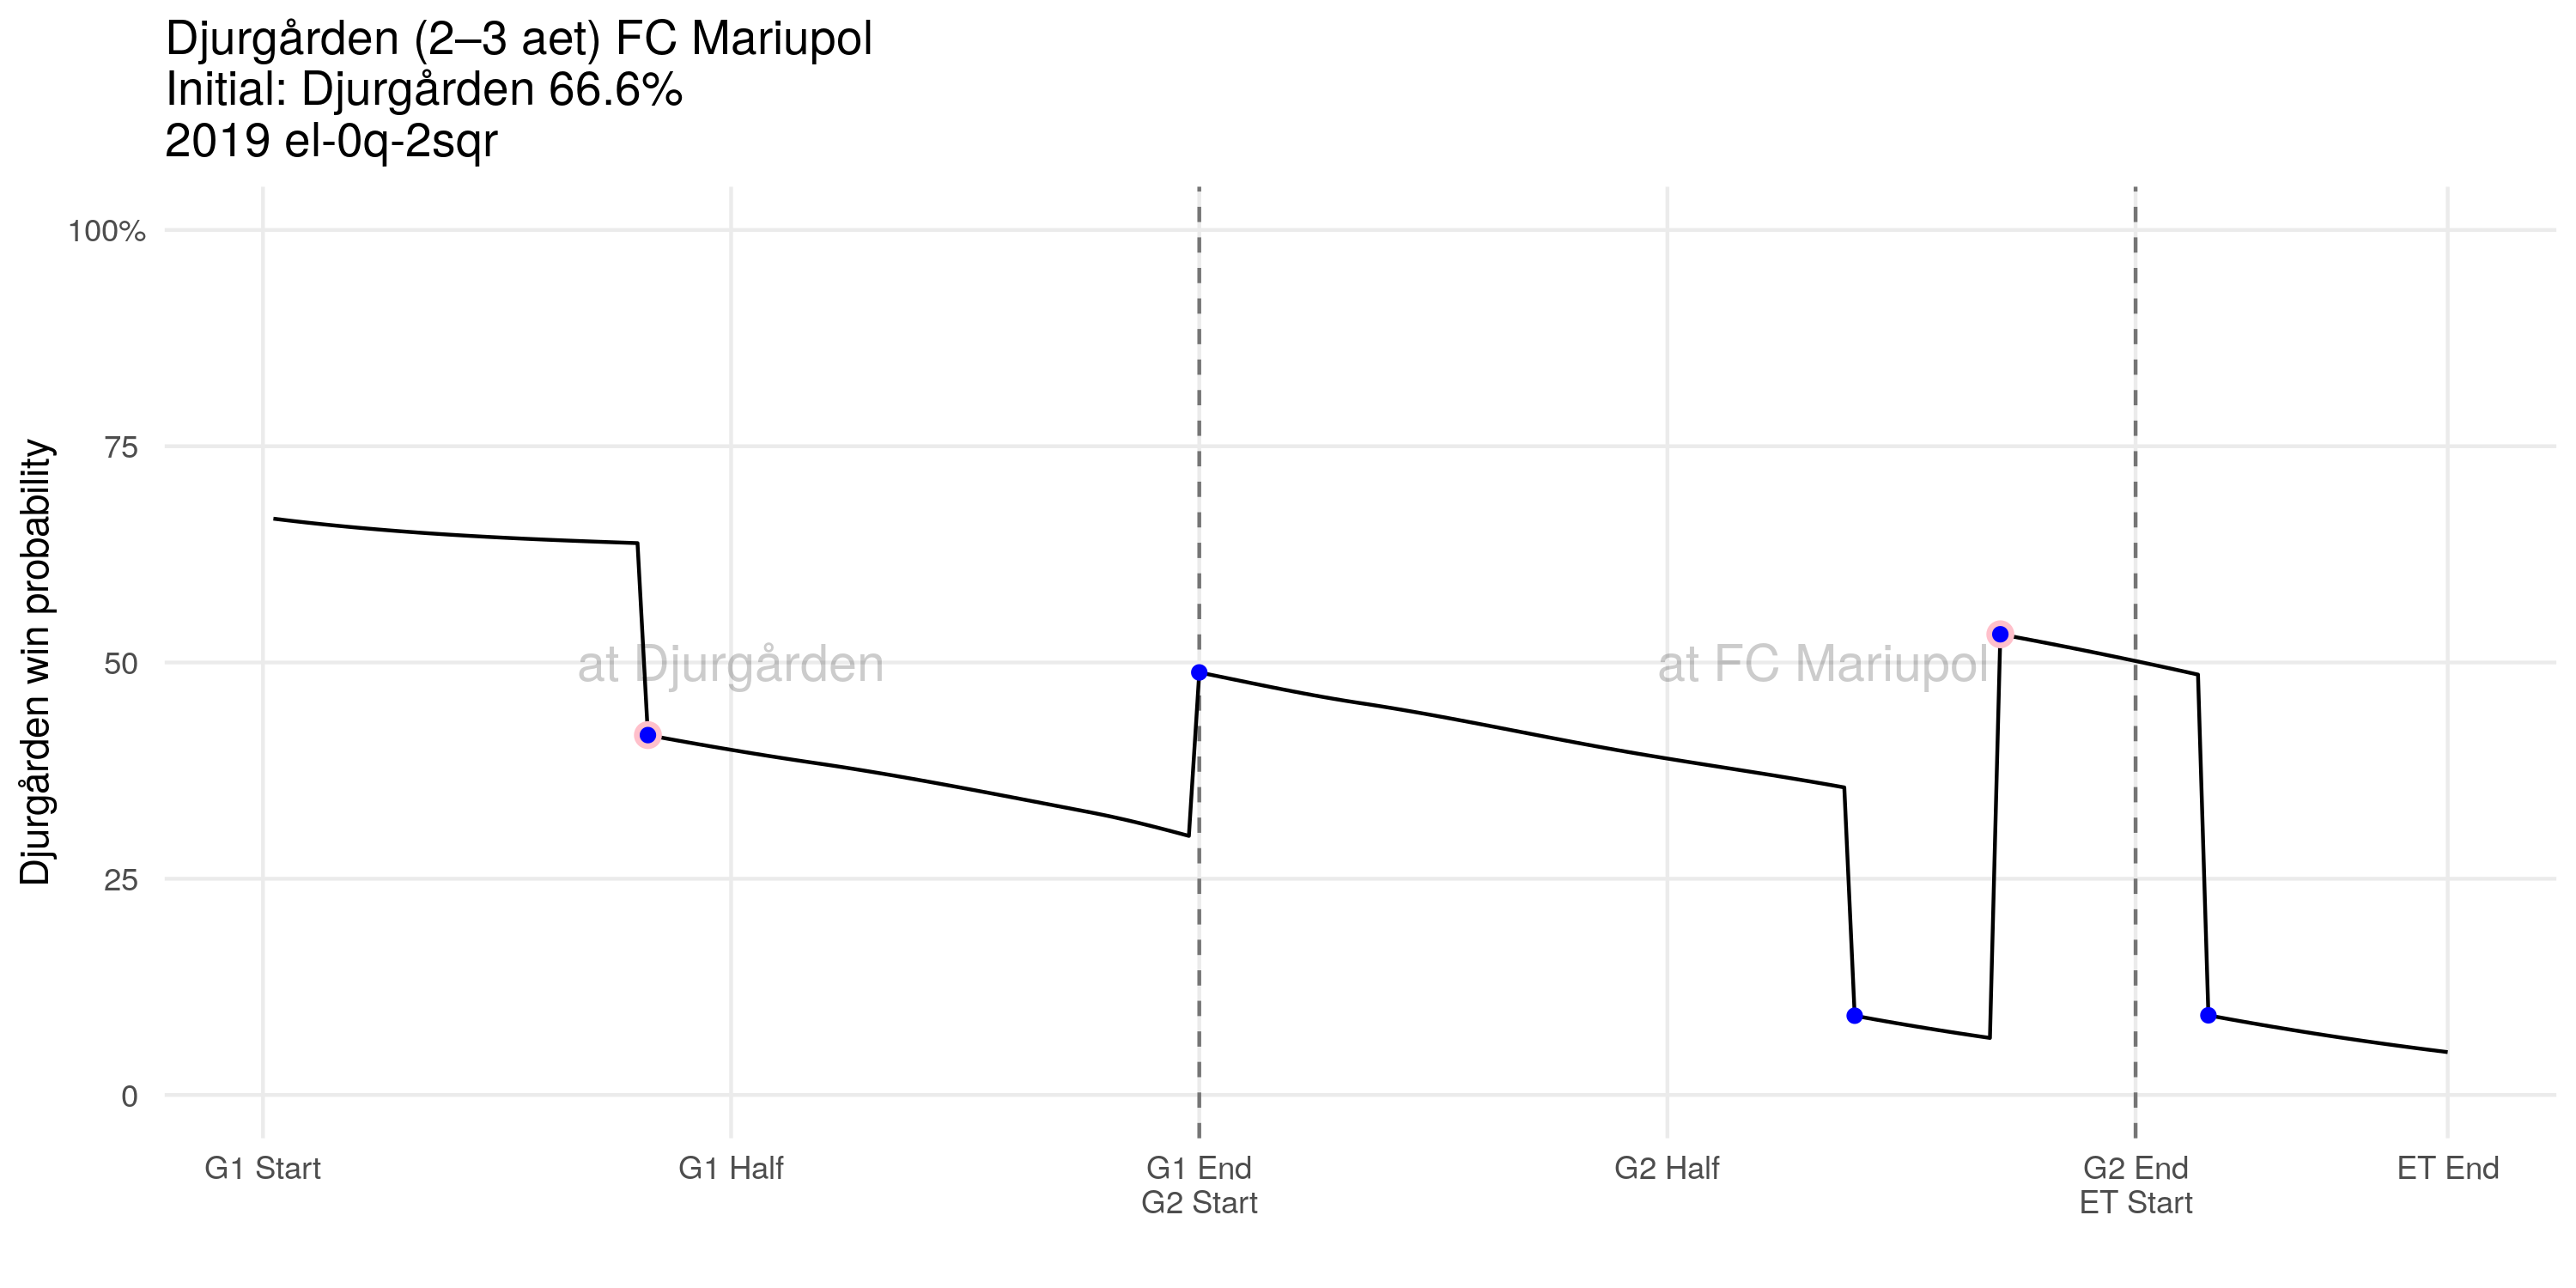 Djurgården (2–3 aet) FC Mariupol
Initial: Djurgården 66.6%
2019 el-0q-2sqr
Djurgården win probability
100%
75
50
25
0
at Djurgården
at FC Mariupol
G1 Start
G1 Half
G1 End
G2 Start
G2 Half
G2 End
ET Start
ET End